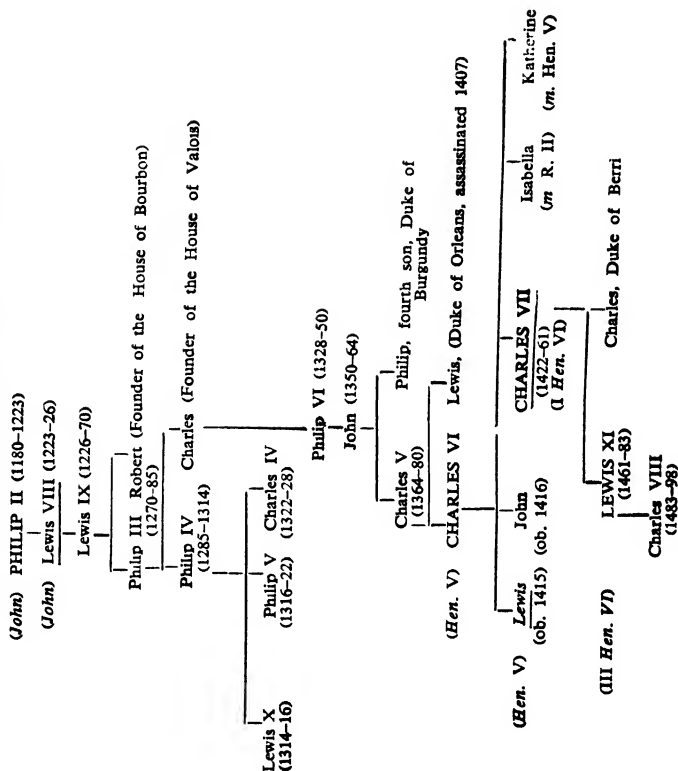 (John) PHILIP II (1180-1223)
(John) Lewis VIII (1223-26)
Lewis IX (1226-70)
Philip III Robert (Founder of the House of Bourbon)
(1270-85)
Philip IV Charles (Founder of the House of Valois)
(1285-1314)
Lewis X Philip V Charles IV
(1314-16) (1316-22) (1322-28)
Philip VI (1328-50)
John (1350-64)
Charles V Philip, fourth son, Duke of
(1364-80) Burgundy
(Hen. V) CHARLES VI Lewis, (Duke of Orleans, assassinated 1407)
(Hen. V) Lewis John CHARLES VII Isabella Katherine
(ob. 1415) (ob. 1416) (1422-61) (m R. II) (m. Hen. V)
(I Hen. VI)
(III Hen. VI) LEWIS XI Charles, Duke of Berri
(1461-83)
Charles VIII
(1483-98)